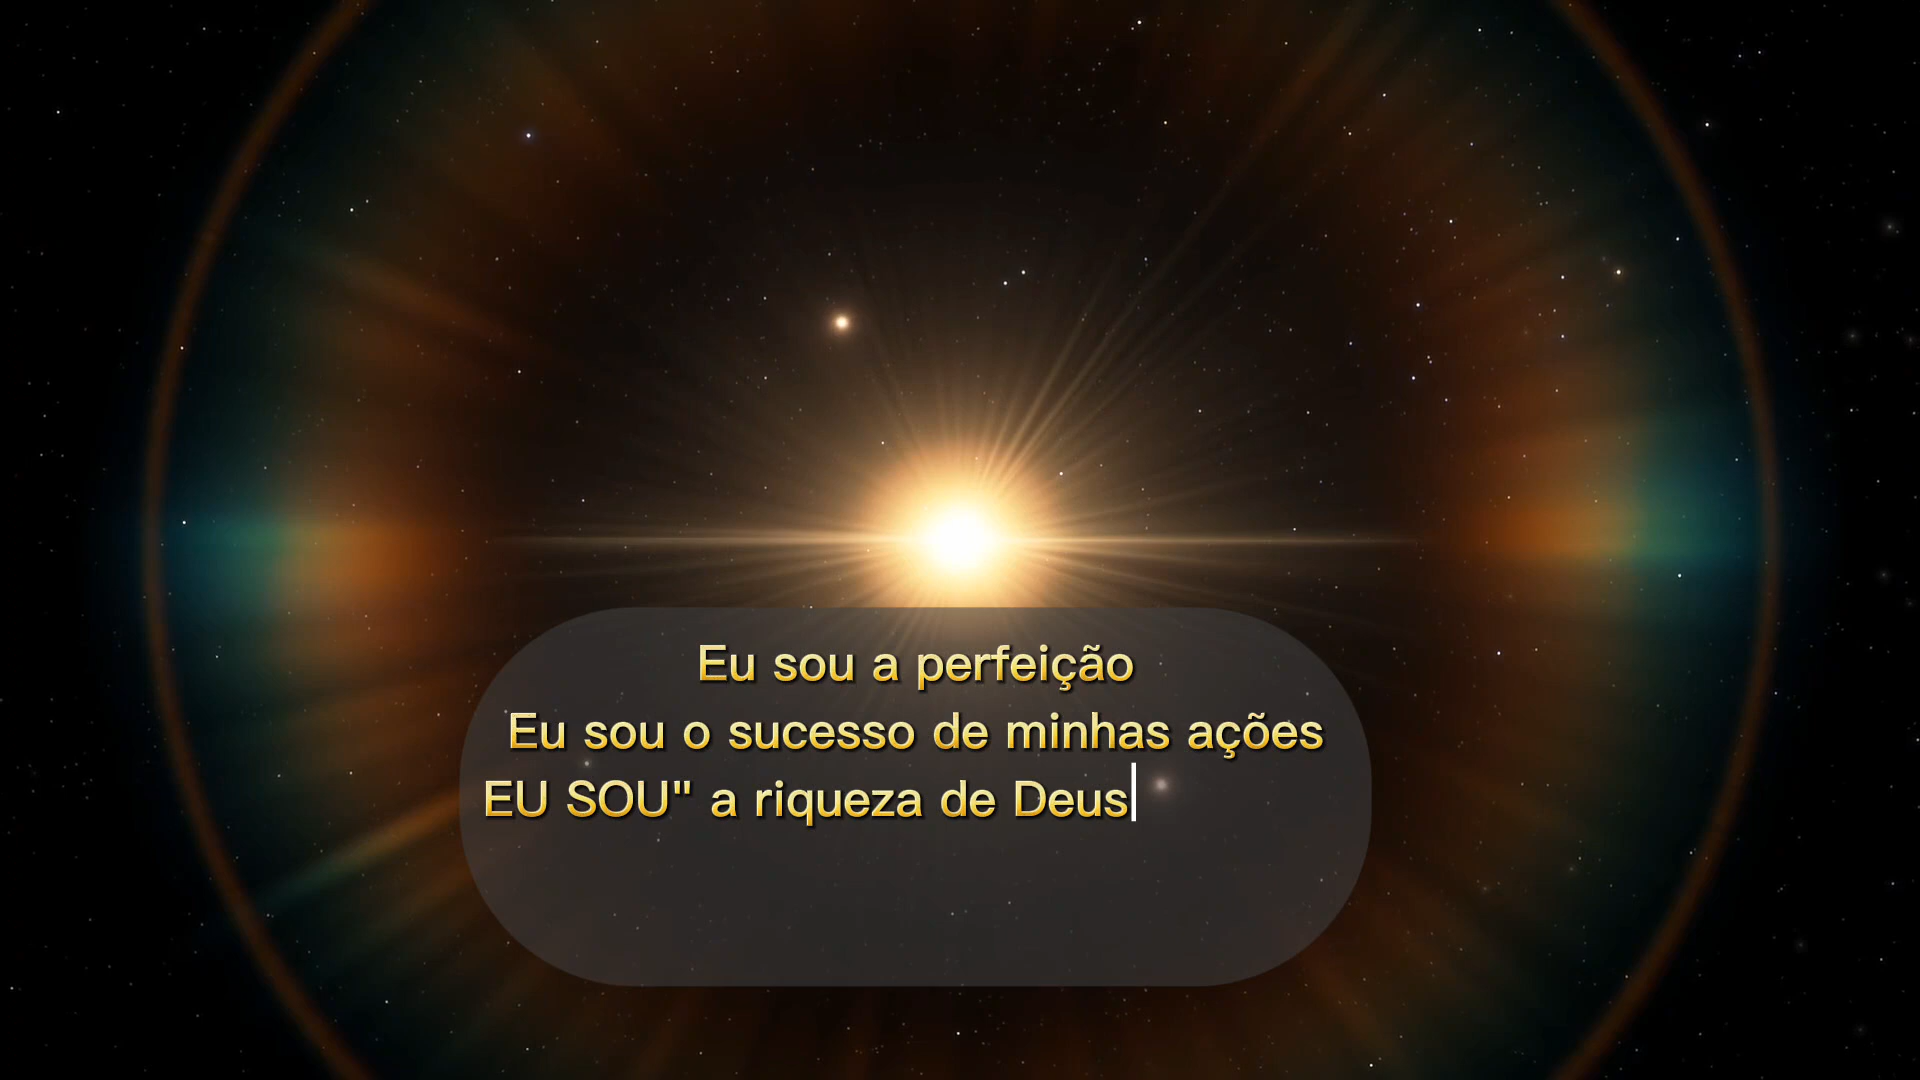 Eu sou a perfeição
Eu sou o sucesso de minhas ações
EU SOU" a riqueza de Deus